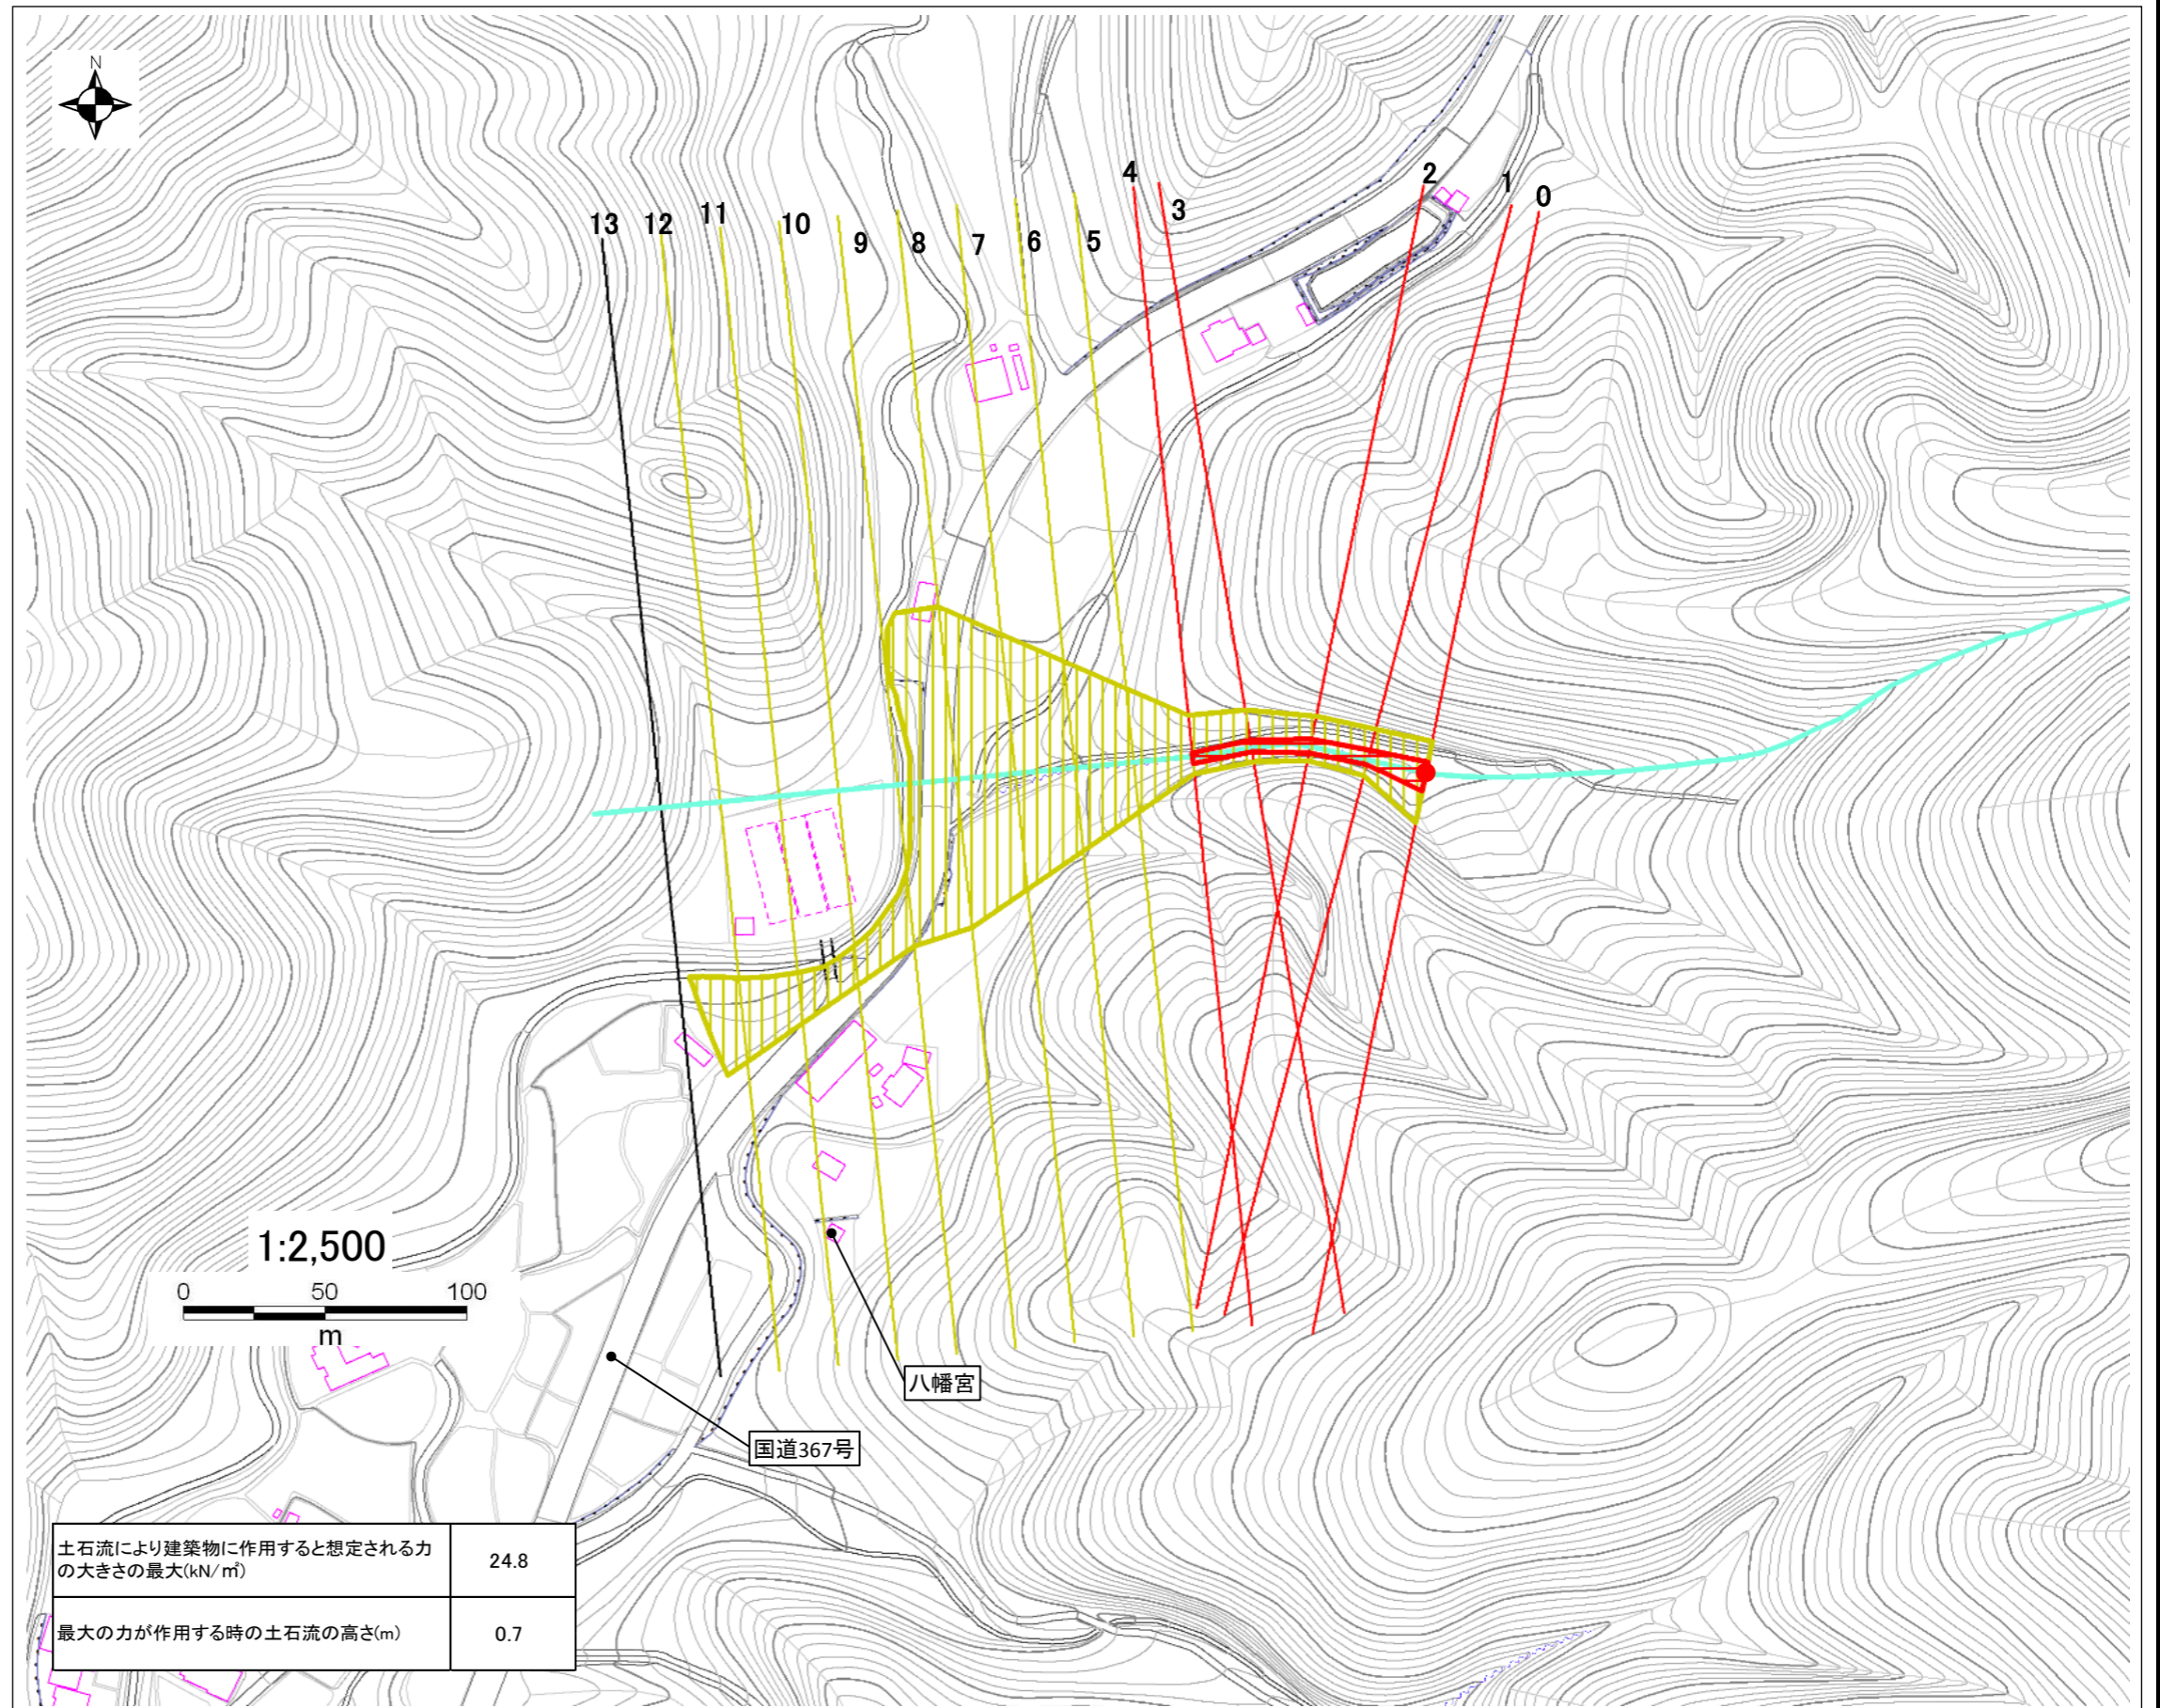 N
4
2
1
0
3
13
12
11
10
9
8
7
6
5
1:2,500
0 50 100
m
八幡宮
国道367号
土石流により建築物に作用すると想定される力
の大きさの最大(kN/㎡)
24.8
最大の力が作用する時の土石流の高さ(m)
0.7